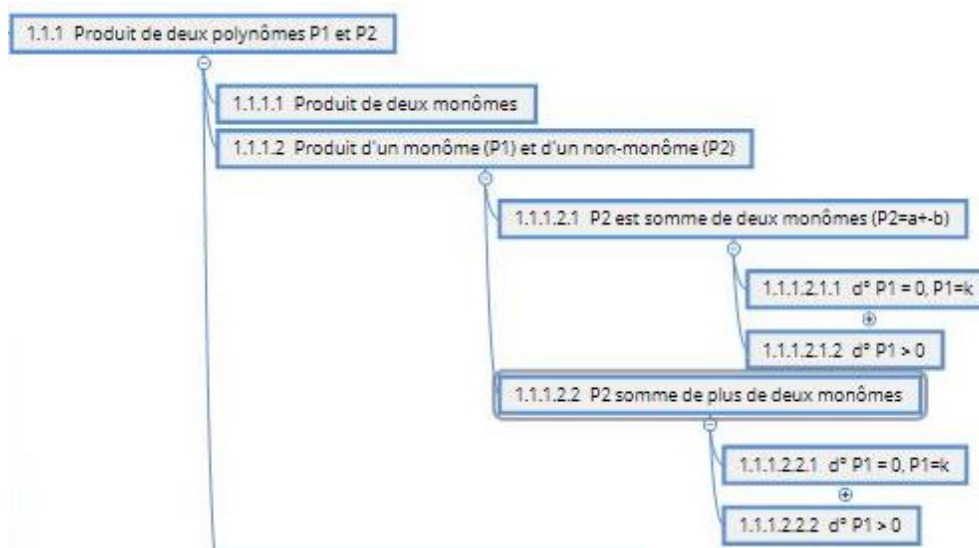 1.1.1 Produit de deux polynômes P1 et P2
1.1.1.1 Produit de deux monômes
1.1.1.2 Produit d'un monôme (P1) et d'un non-monôme (P2)
1.1.1.2.1 P2 est somme de deux monômes (P2=a+-b)
1.1.1.2.1.1 d° P1 = 0, P1=k
1.1.1.2.1.2 d° P1 > 0
1.1.1.2.2 P2 somme de plus de deux monômes
1.1.1.2.2.1 d° P1 = 0, P1=k
1.1.1.2.2.2 d° P1 > 0